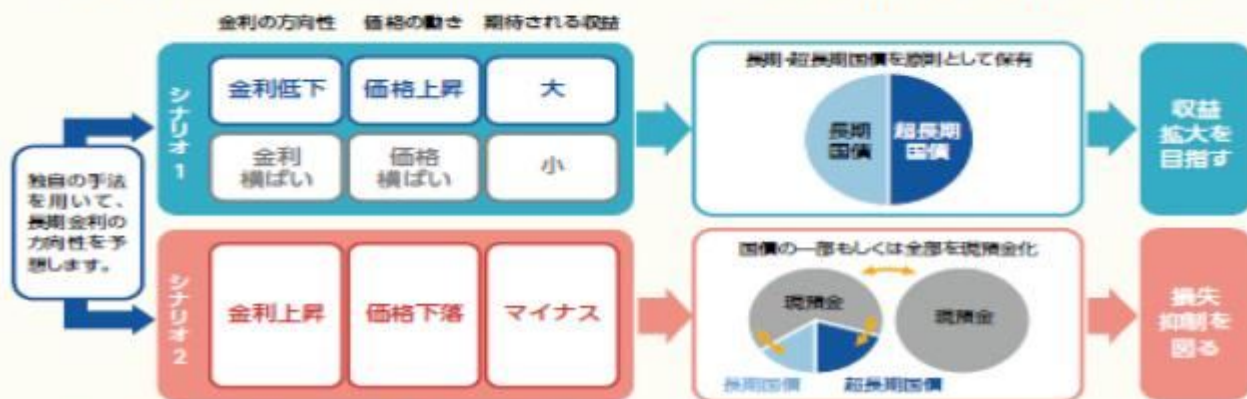 金利の方向性 価格の動き 期待される収益
シナリオ1
金利低下 価格上昇 大
金利
横ばい
価格
横ばい
小
長期・超長期国債を原則として保有
長期
国債
超長期
国債
収益
拡大を
目指す
独自の手法
を用いて、
長期金利の
方向性を予
想します。
シナリオ2
金利上昇 価格下落 マイナス
国債の一部もしくは全部を現預金化
現預金
現預金
長期国債 超長期国債
損失
抑制を
図る